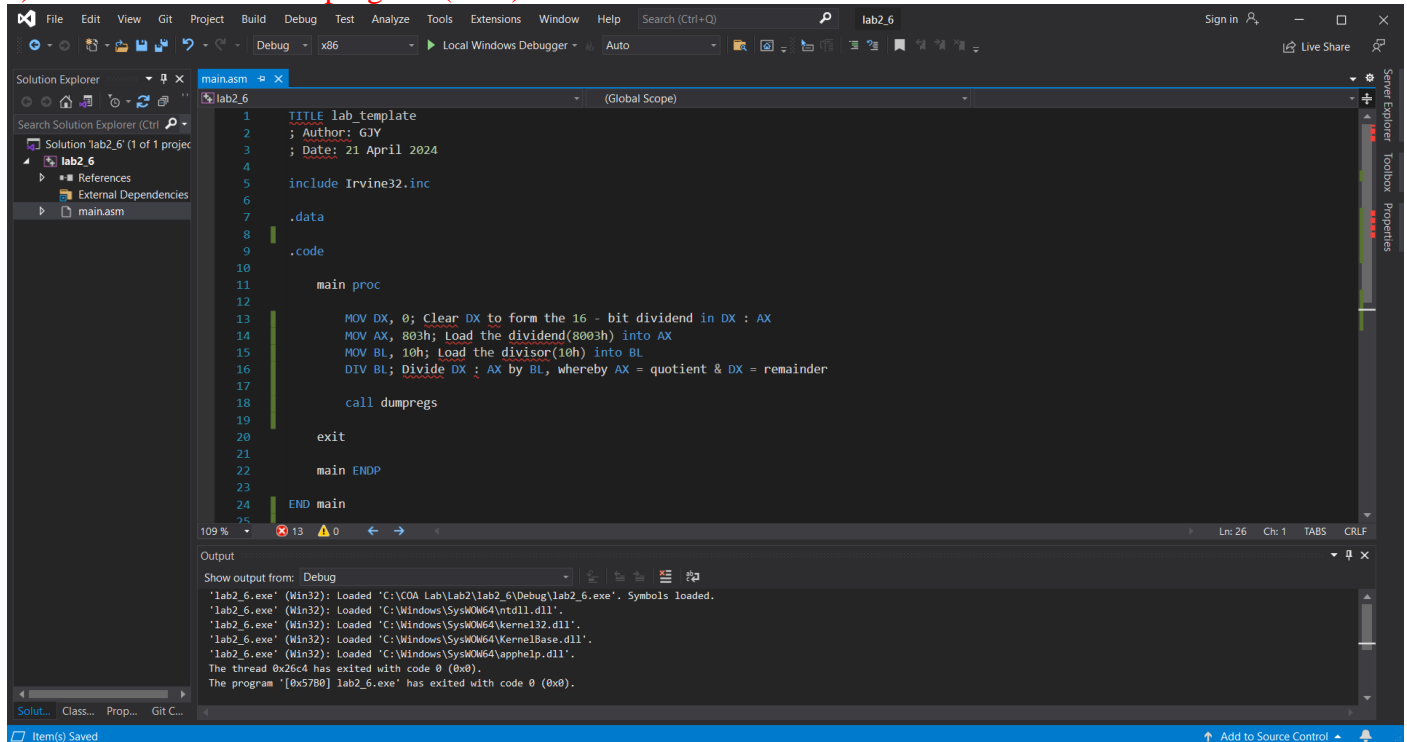 File Edit View Git Project Build Debug Test Analyze Tools Extensions Window Help Search (Ctrl+Q) lab2_6 Sign in
Debug x86 Local Windows Debugger Auto Live Share
Solution Explorer
Search Solution Explorer (Ctrl
Solution 'lab2_6' (1 of 1 projec
lab2_6
References
External Dependencies
main.asm
main.asm
lab2_6 (Global Scope)
1 TITLE lab_template
2 ; Author: GJY
3 ; Date: 21 April 2024
4
5 include Irvine32.inc
6
7 .data
8
9 .code
10
11 main proc
12
13 MOV DX, 0; Clear DX to form the 16 - bit dividend in DX : AX
14 MOV AX, 803h; Load the dividend(8003h) into AX
15 MOV BL, 10h; Load the divisor(10h) into BL
16 DIV BL; Divide DX : AX by BL, whereby AX = quotient & DX = remainder
17
18 call dumpregs
19
20 exit
21
22 main ENDP
23
24 END main
25
109 % 13 0 Ln: 26 Ch: 1 TABS CRLF
Output
Show output from: Debug
'lab2_6.exe' (Win32): Loaded 'C:\COA Lab\Lab2\lab2_6\Debug\lab2_6.exe'. Symbols loaded.
'lab2_6.exe' (Win32): Loaded 'C:\Windows\SysWOW64\ntdll.dll'.
'lab2_6.exe' (Win32): Loaded 'C:\Windows\SysWOW64\kernel32.dll'.
'lab2_6.exe' (Win32): Loaded 'C:\Windows\SysWOW64\KernelBase.dll'.
'lab2_6.exe' (Win32): Loaded 'C:\Windows\SysWOW64\apphelp.dll'.
The thread 0x26c4 has exited with code 0 (0x0).
The program '[0x57B0] lab2_6.exe' has exited with code 0 (0x0).
Solut... Class... Prop... Git C...
Item(s) Saved Add to Source Control
Server Explorer
Toolbox
Properties